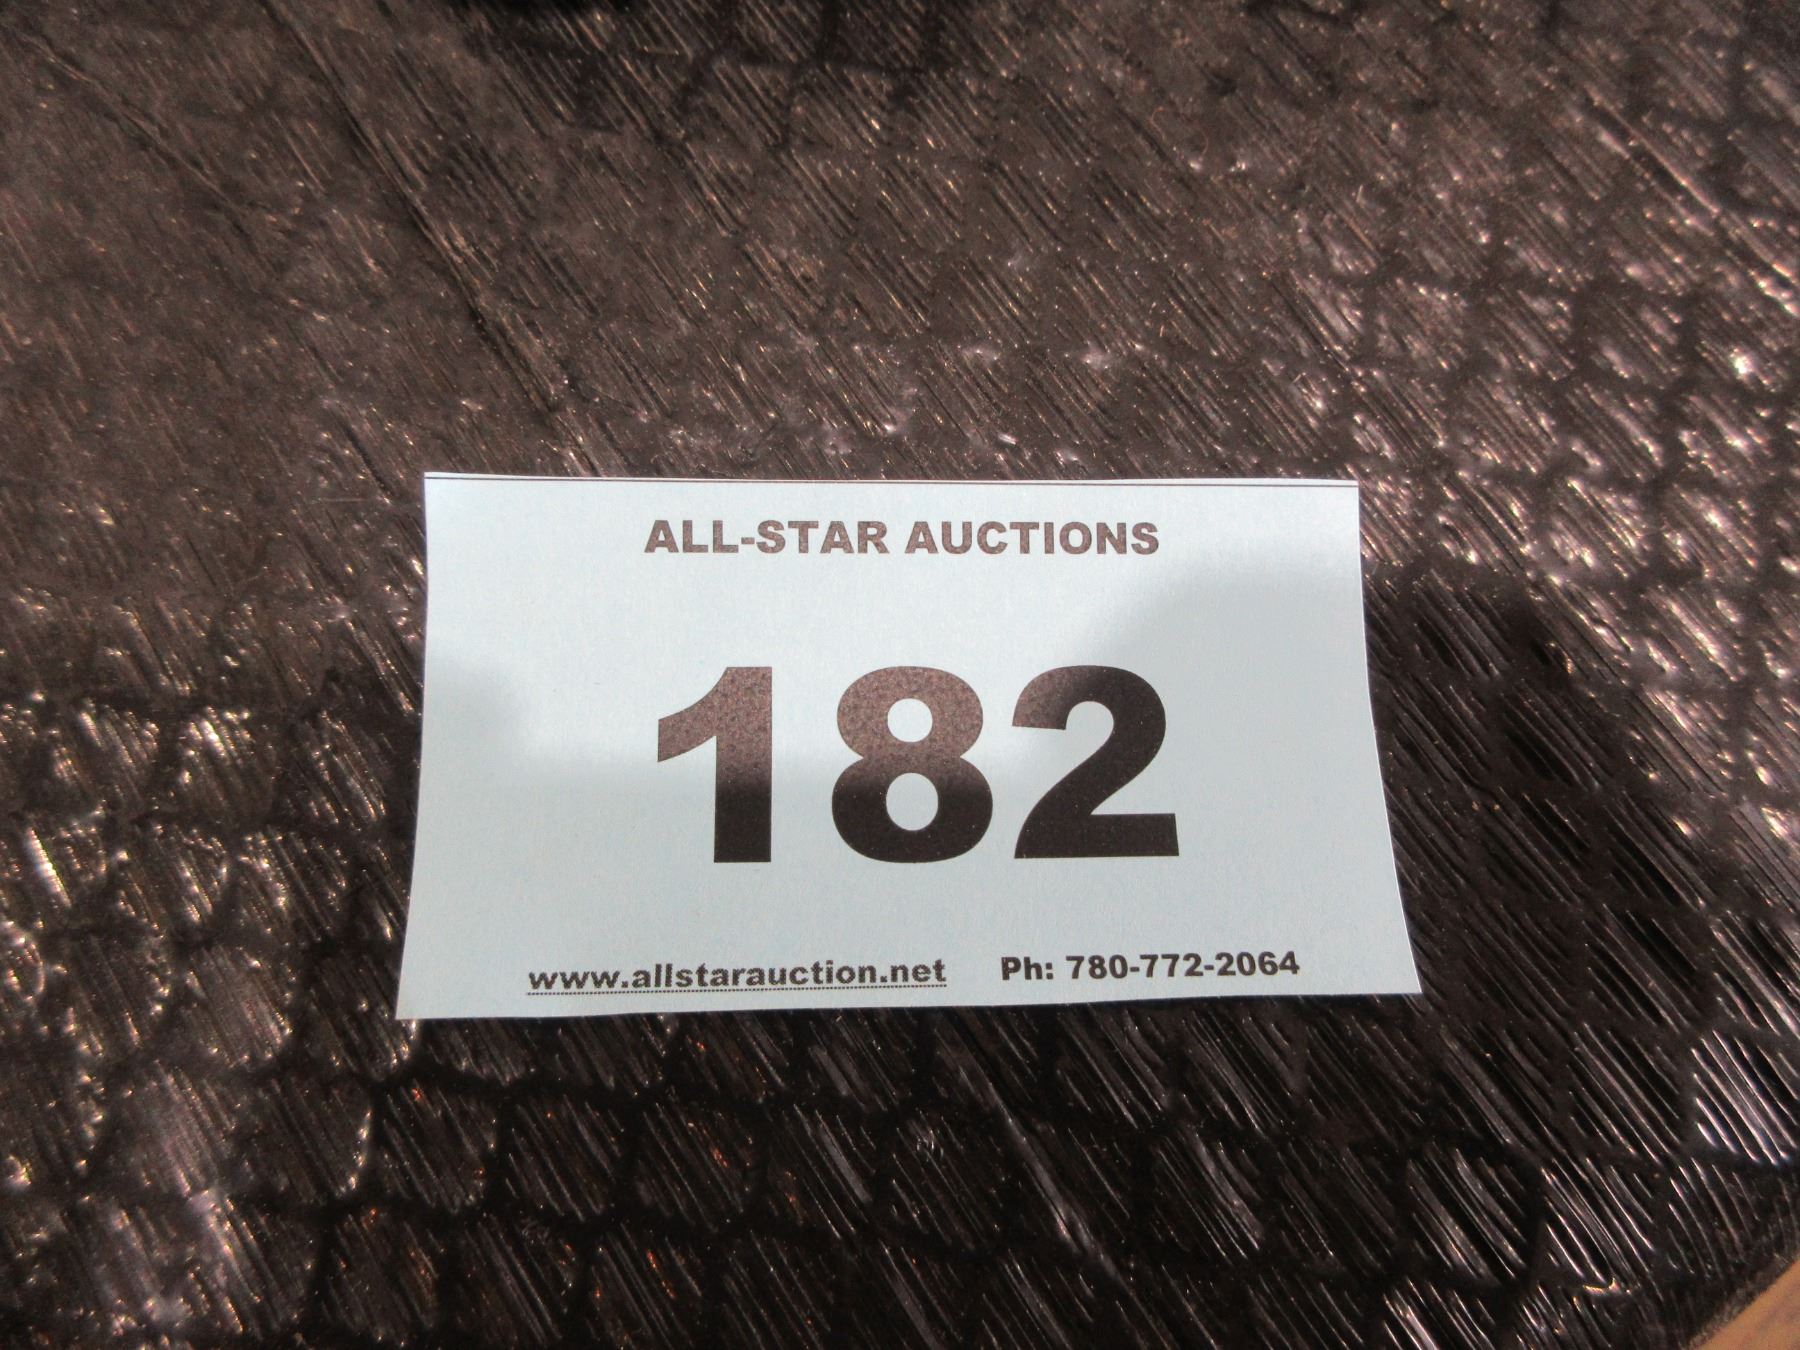 ALL-STAR AUCTIONS
182
www.allstarauction.net Ph: 780-772-2064